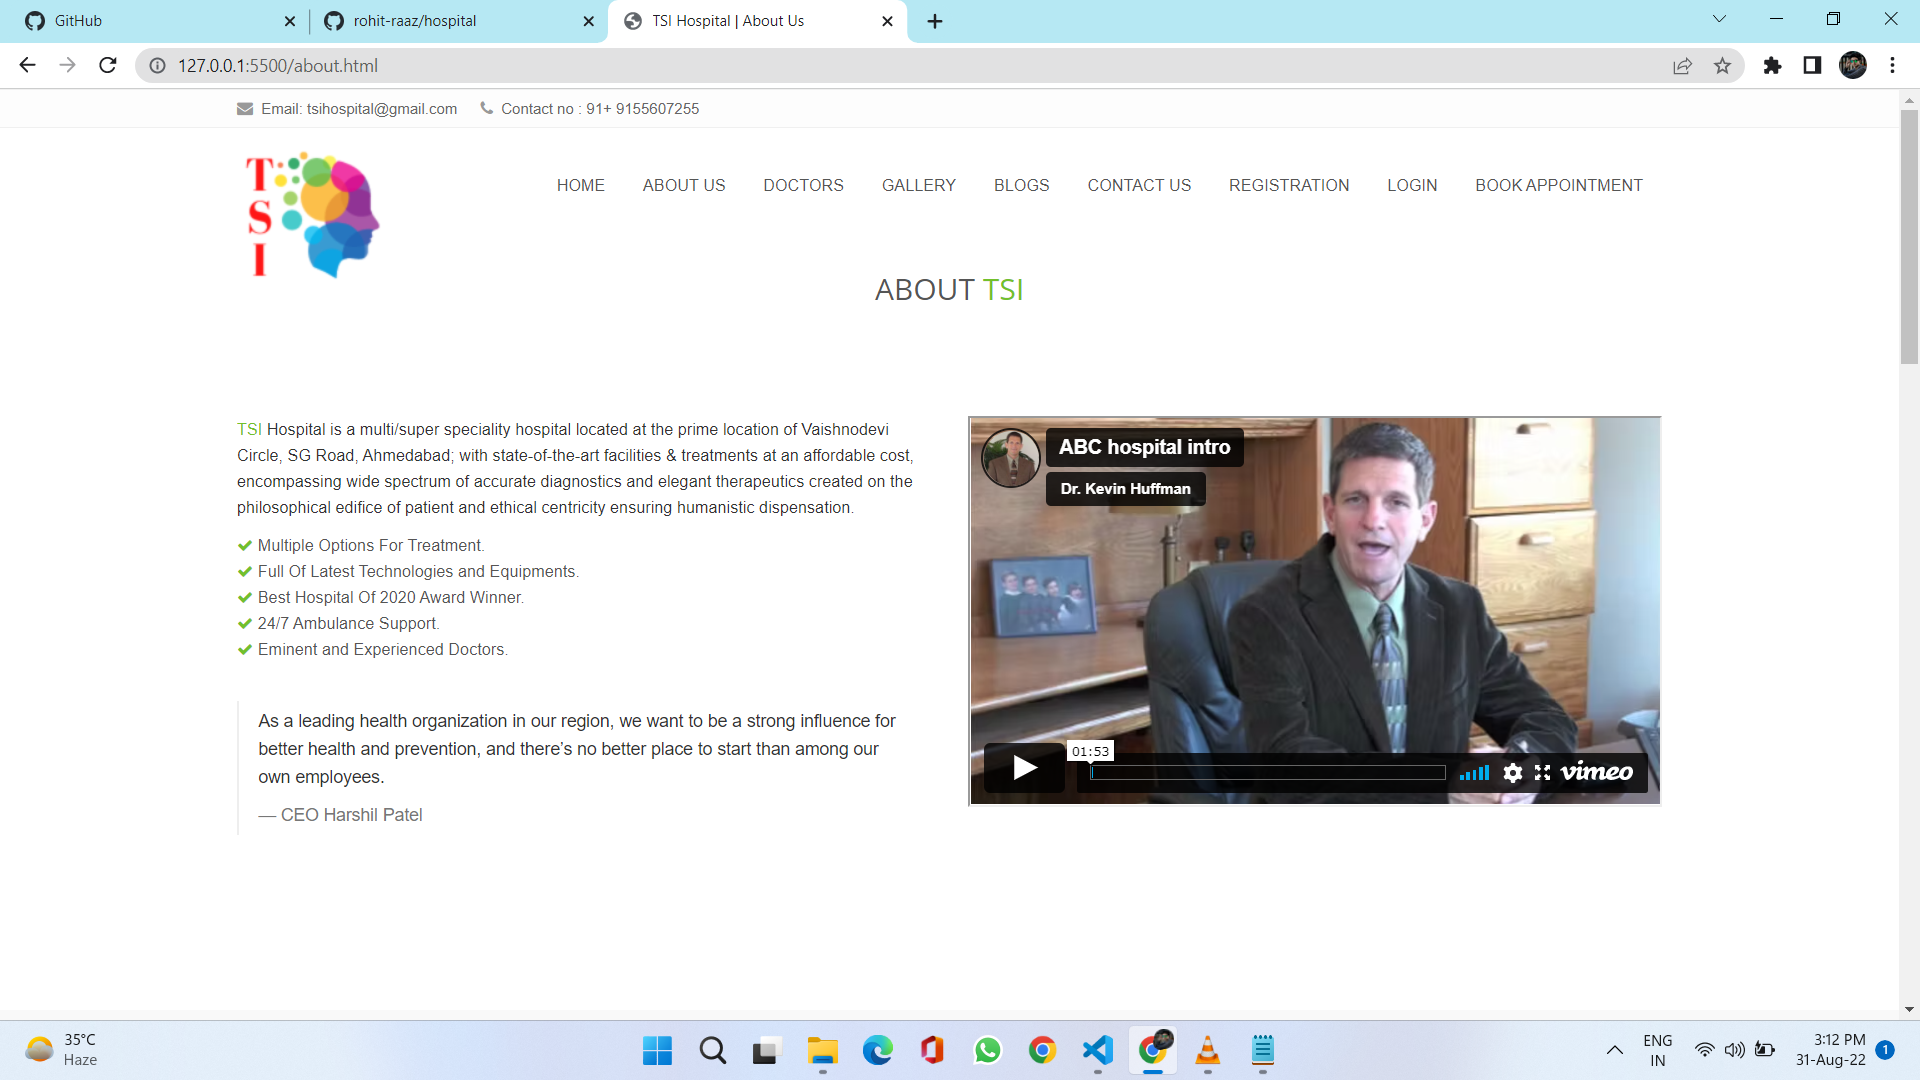 GitHub
rohit-raaz/hospital
TSI Hospital | About Us
127.0.0.1:5500/about.html
Email: tsihospital@gmail.com
Contact no : 91+ 9155607255
T
S
I
HOME
ABOUT US
DOCTORS
GALLERY
BLOGS
CONTACT US
REGISTRATION
LOGIN
BOOK APPOINTMENT
ABOUT TSI
TSI Hospital is a multi/super speciality hospital located at the prime location of Vaishnodevi
Circle, SG Road, Ahmedabad; with state-of-the-art facilities & treatments at an affordable cost,
encompassing wide spectrum of accurate diagnostics and elegant therapeutics created on the
philosophical edifice of patient and ethical centricity ensuring humanistic dispensation.
Multiple Options For Treatment.
Full Of Latest Technologies and Equipments.
Best Hospital Of 2020 Award Winner.
24/7 Ambulance Support.
Eminent and Experienced Doctors.
As a leading health organization in our region, we want to be a strong influence for
better health and prevention, and there’s no better place to start than among our
own employees.
— CEO Harshil Patel
ABC hospital intro
Dr. Kevin Huffman
01:53
vimeo
35°C
Haze
ENG
IN
3:12 PM
31-Aug-22
1